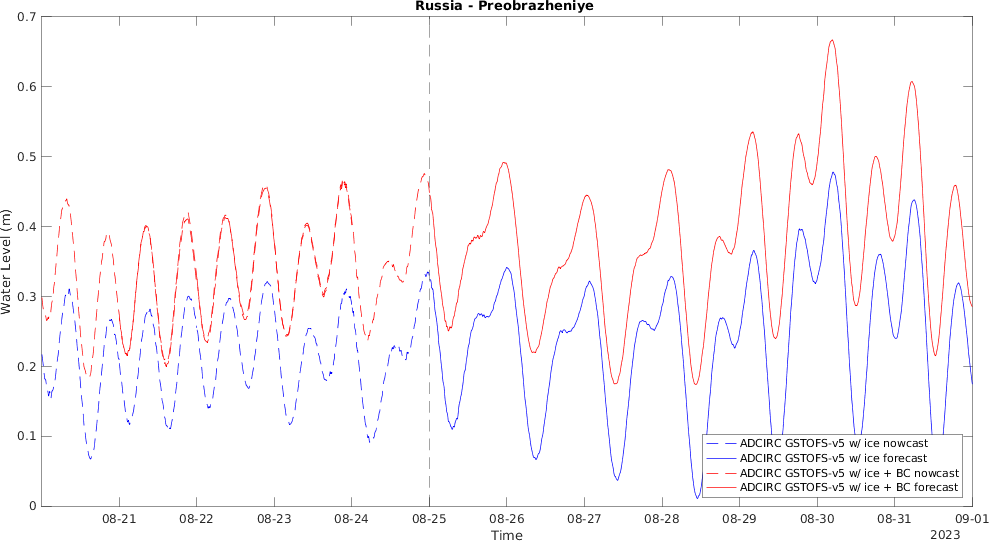 Russia - Preobrazheniye
Water Level (m)
0.7
0.6
0.5
0.4
0.3
0.2
0.1
0
ADCIRC GSTOFS-v5 w/ ice nowcast
ADCIRC GSTOFS-v5 w/ ice forecast
ADCIRC GSTOFS-v5 w/ ice + BC nowcast
ADCIRC GSTOFS-v5 w/ ice + BC forecast
08-21 08-22 08-23 08-24 08-25 08-26 08-27 08-28 08-29 08-30 08-31 09-01
Time
2023